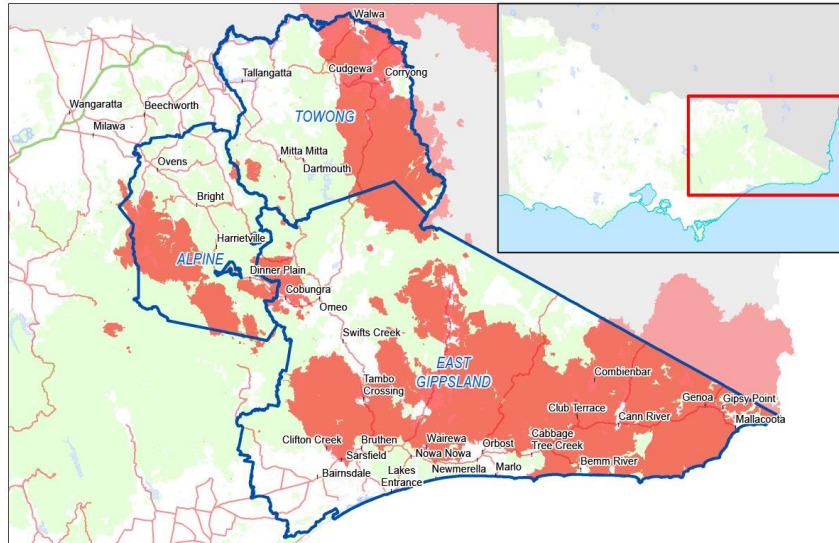 Walwa
Tallangatta
Cudgewa
Corryong
Wangaratta
Beechworth
Milawa
TOWONG
Ovens
Mitta Mitta
Dartmouth
Bright
Harrietville
ALPINE
Dinner Plain
Cobungra
Omeo
Swifts Creek
EAST
GIPPSLAND
Tambo
Crossing
Combienbar
Club Terrace
Cann River
Genoa
Gipsy Point
Mallacoota
Clifton Creek
Bruthen
Sarsfield
Wairewa
Nowa Nowa
Orbost
Cabbage
Tree Creek
Bairnsdale
Lakes
Entrance
Newmerella
Marlo
Bemm River